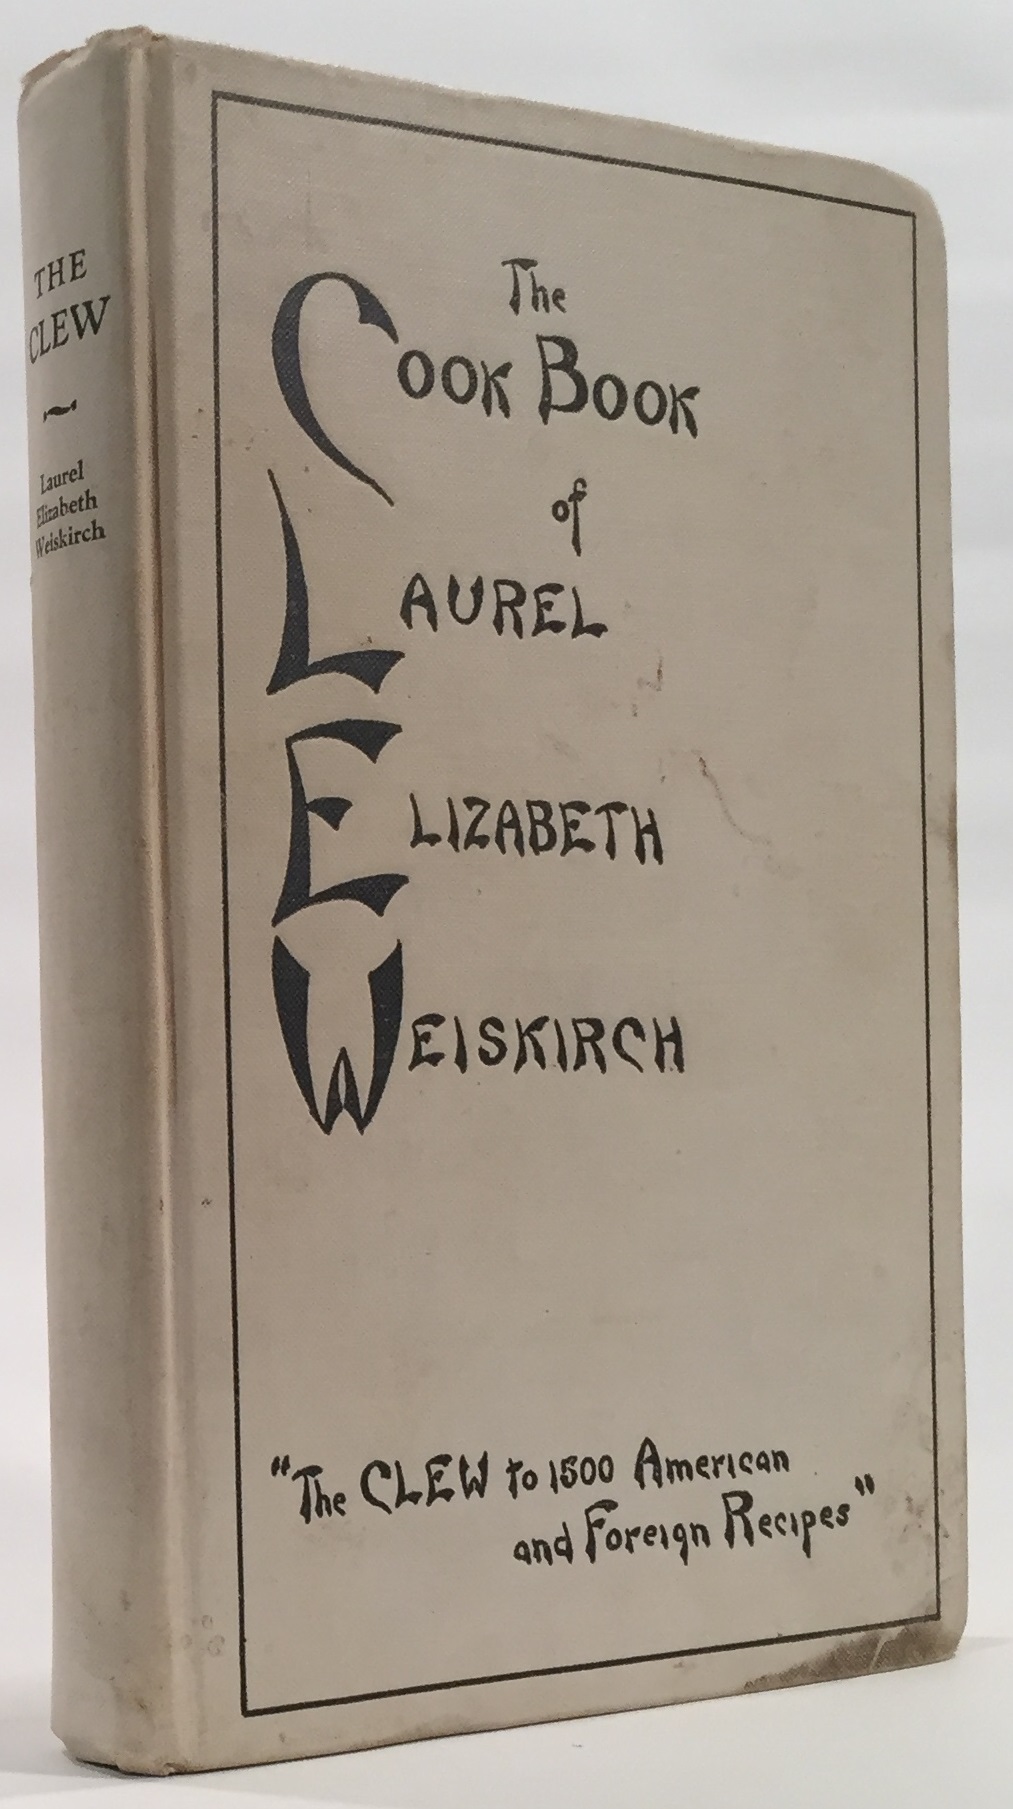 THE
CLEW
Laurel
Elizabeth
Weiskirch
The
COOK BOOK
of
LAUREL
ELIZABETH
WEISKIRCH
"The CLEW to 1500 American
and Foreign Recipes"